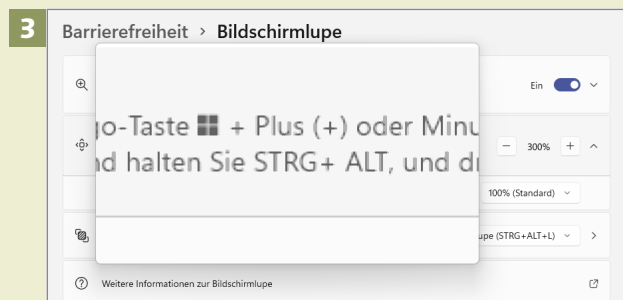 3
Barrierefreiheit > Bildschirmlupe
Ein
go-Taste + Plus (+) oder Minu
nd halten Sie STRG+ ALT, und dr
300%
100% (Standard)
upe (STRG+ALT+L)
Weitere Informationen zur Bildschirmlupe